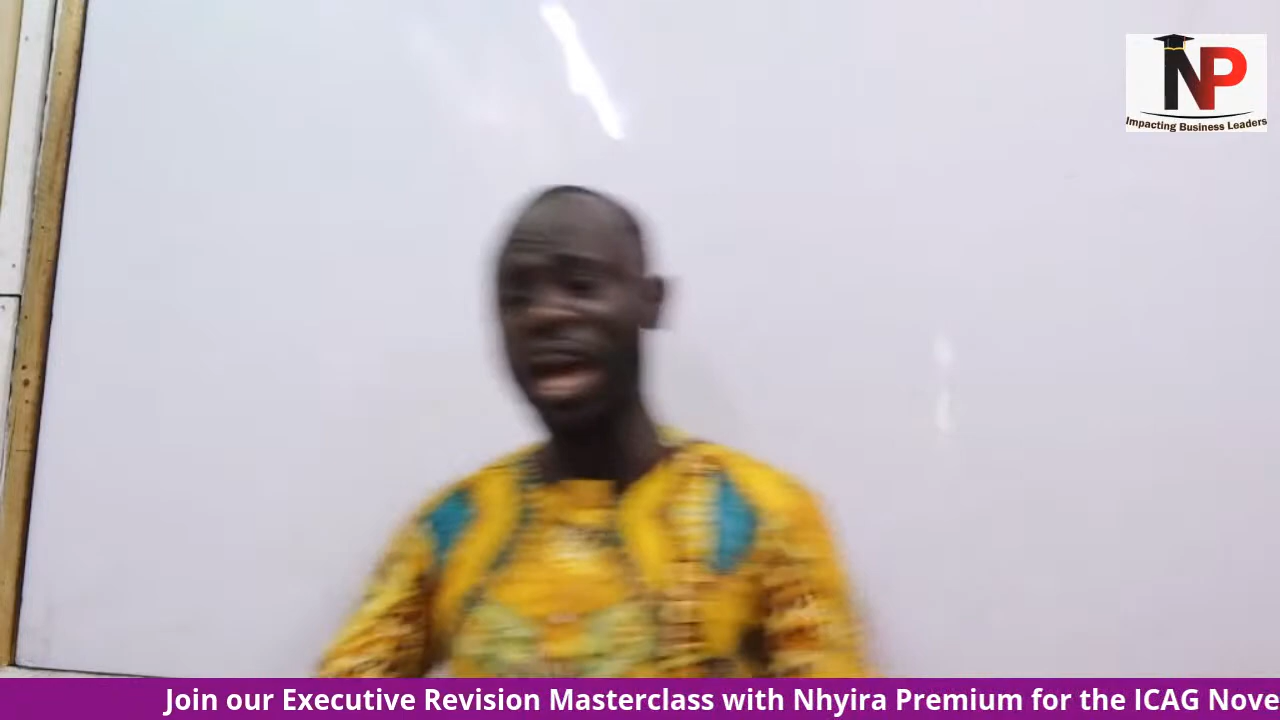 NP
Impacting Business Leaders
Join our Executive Revision Masterclass with Nhyira Premium for the ICAG Nove